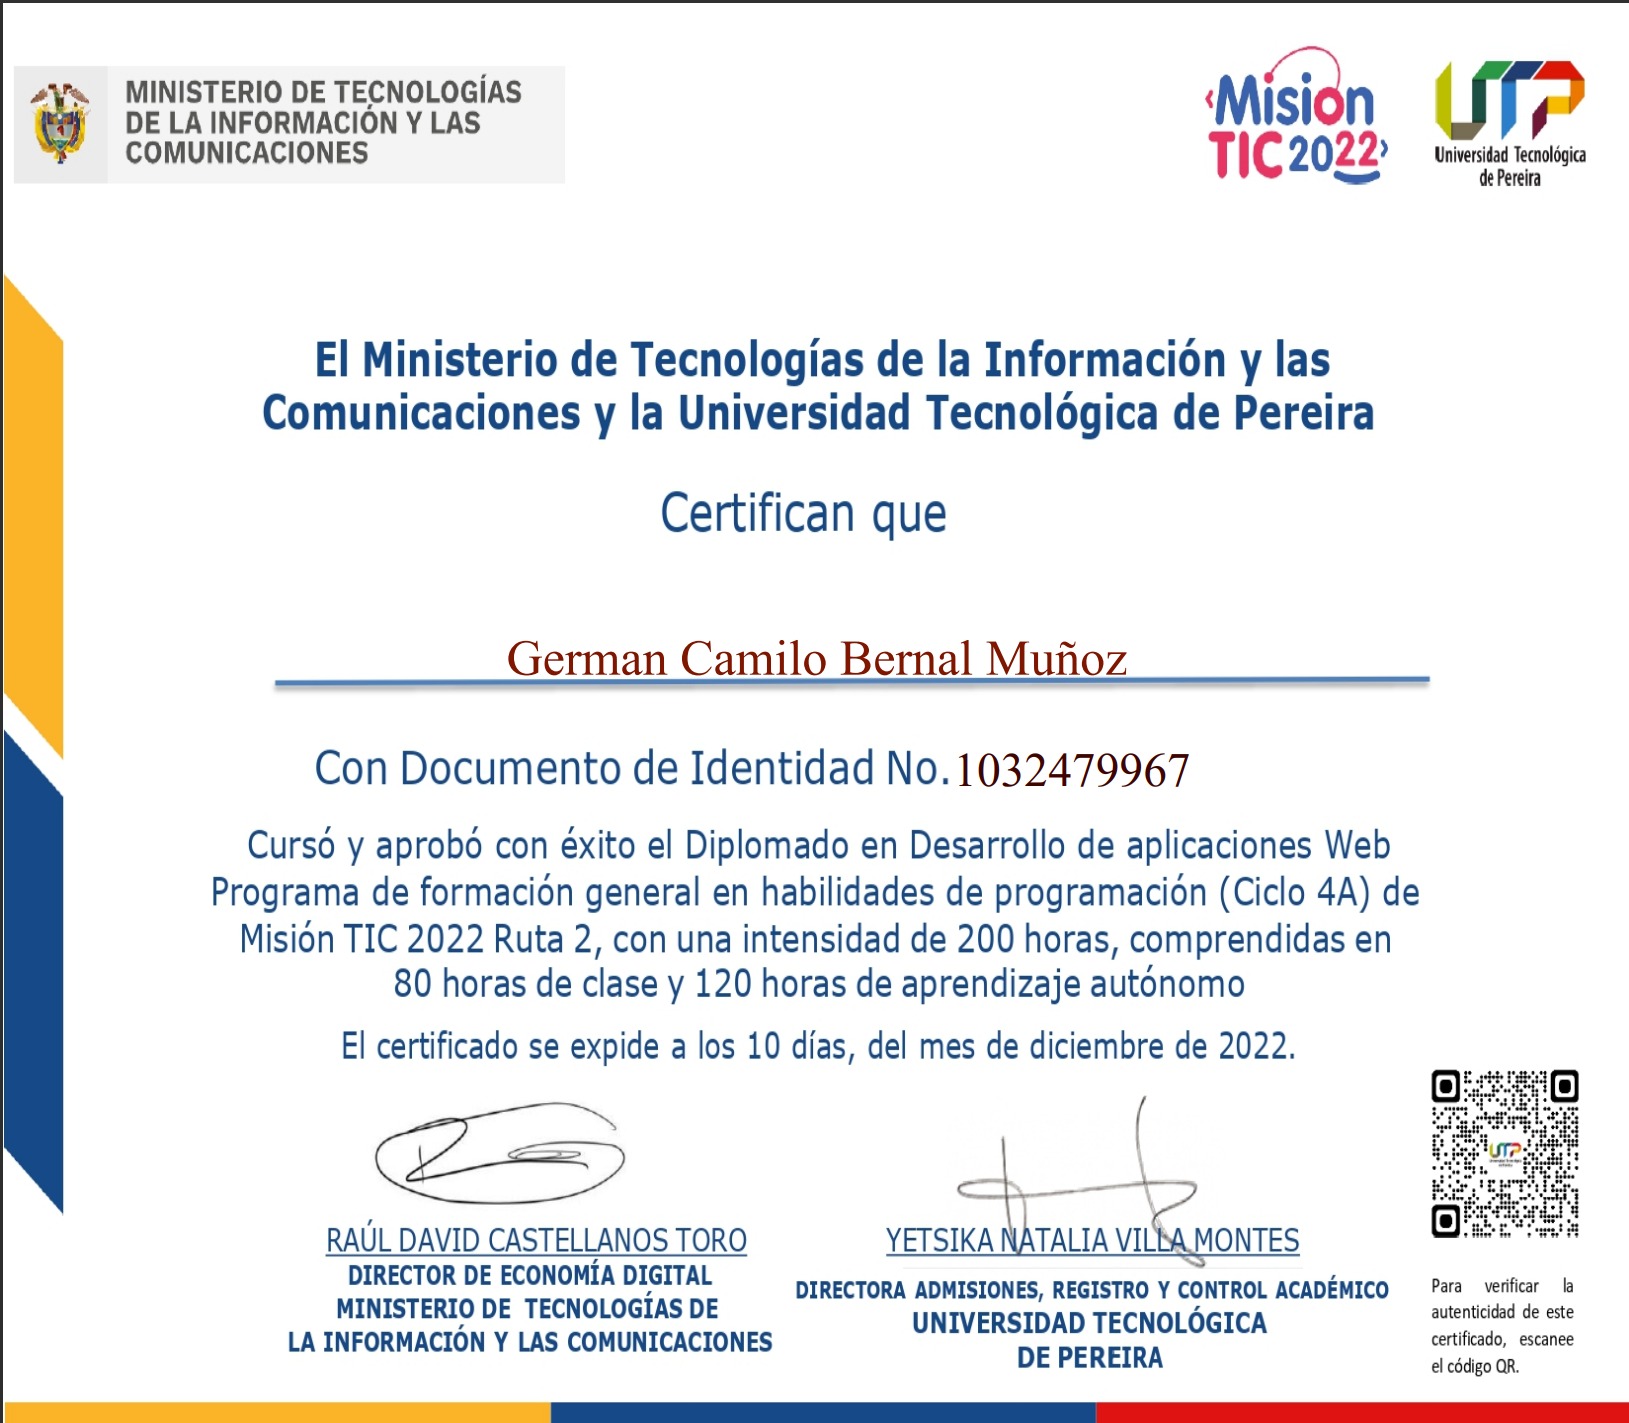 MINISTERIO DE TECNOLOGÍAS
DE LA INFORMACIÓN Y LAS
COMUNICACIONES
‹Misión
TIC 2022›
UTP
Universidad Tecnológica
de Pereira
El Ministerio de Tecnologías de la Información y las
Comunicaciones y la Universidad Tecnológica de Pereira
Certifican que
German Camilo Bernal Muñoz
Con Documento de Identidad No. 1032479967
Cursó y aprobó con éxito el Diplomado en Desarrollo de aplicaciones Web
Programa de formación general en habilidades de programación (Ciclo 4A) de
Misión TIC 2022 Ruta 2, con una intensidad de 200 horas, comprendidas en
80 horas de clase y 120 horas de aprendizaje autónomo
El certificado se expide a los 10 días, del mes de diciembre de 2022.
RAÚL DAVID CASTELLANOS TORO
DIRECTOR DE ECONOMÍA DIGITAL
MINISTERIO DE TECNOLOGÍAS DE
LA INFORMACIÓN Y LAS COMUNICACIONES
YETSIKA NATALIA VILLA MONTES
DIRECTORA ADMISIONES, REGISTRO Y CONTROL ACADÉMICO
UNIVERSIDAD TECNOLÓGICA
DE PEREIRA
UTP
Para verificar la
autenticidad de este
certificado, escanee
el código QR.